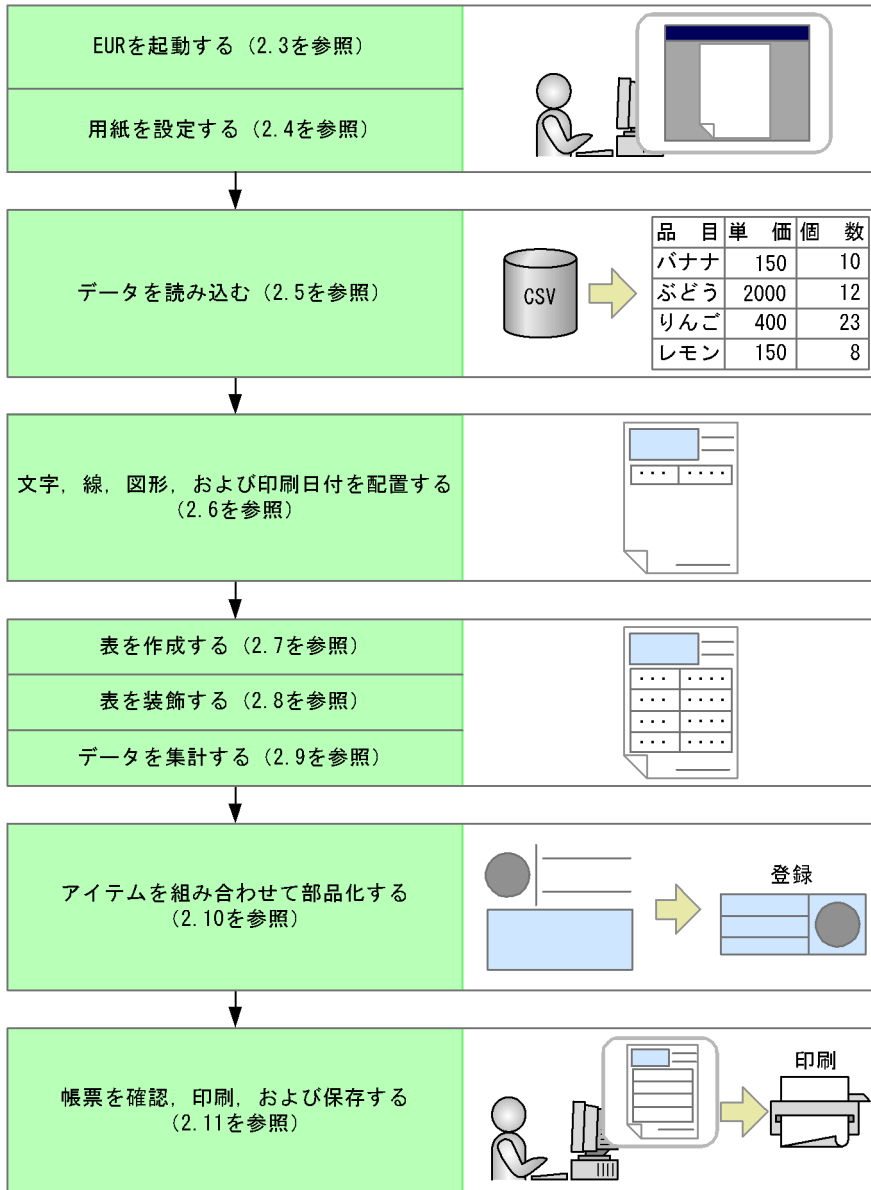 EURを起動する（2.3を参照）
用紙を設定する（2.4を参照）
データを読み込む（2.5を参照）
CSV
品　目 単　価 個　数
バナナ 150 10
ぶどう 2000 12
りんご 400 23
レモン 150 8
文字，線，図形，および印刷日付を配置する
（2.6を参照）
表を作成する（2.7を参照）
表を装飾する（2.8を参照）
データを集計する（2.9を参照）
アイテムを組み合わせて部品化する
（2.10を参照）
登録
帳票を確認，印刷，および保存する
（2.11を参照）
印刷